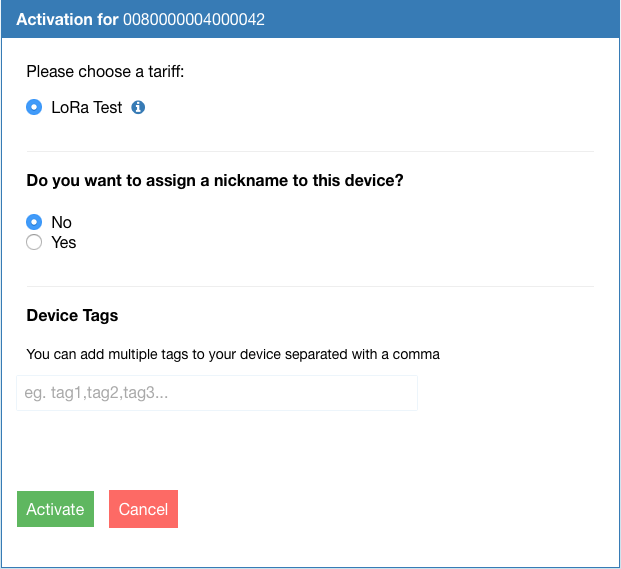 Activation for 0080000004000042
Please choose a tariff:
LoRa Test
Do you want to assign a nickname to this device?
No
Yes
Device Tags
You can add multiple tags to your device separated with a comma
eg. tag1,tag2,tag3...
Activate Cancel